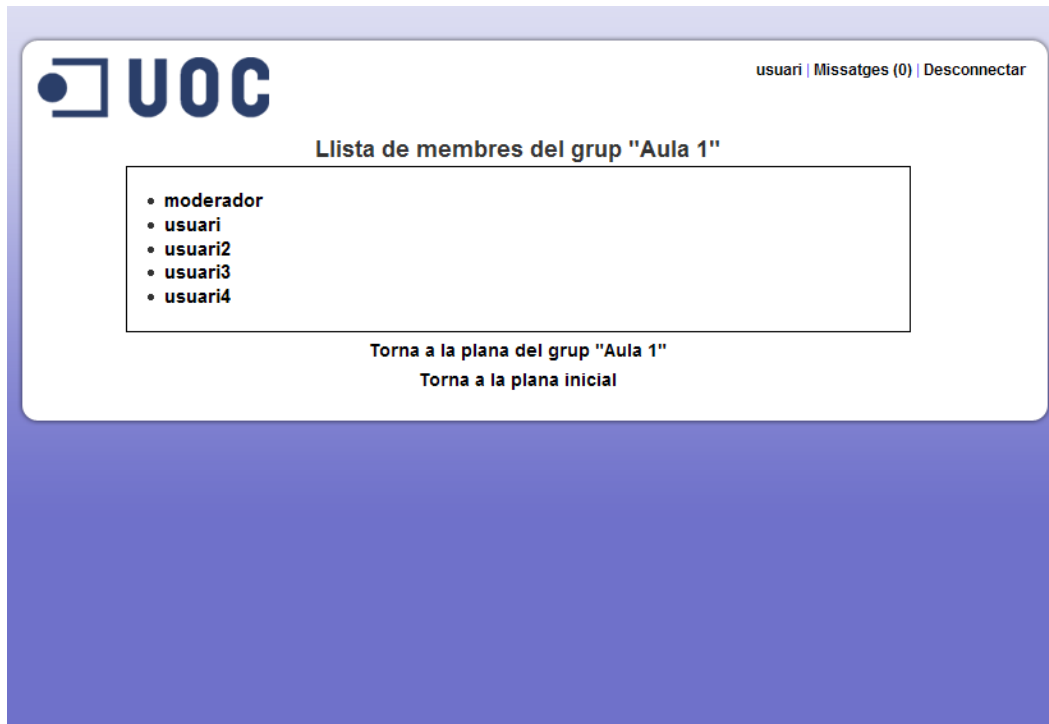 UOC
usuari | Missatges (0) | Desconnectar
Llista de membres del grup "Aula 1"
• moderador
• usuari
• usuari2
• usuari3
• usuari4
Torna a la plana del grup "Aula 1"
Torna a la plana inicial